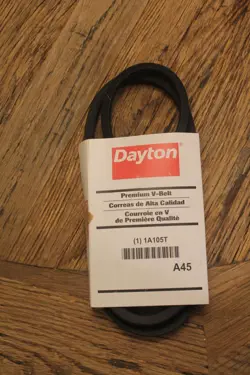 Dayton
Premium V-Belt
Correas de Alta Calidad
Courroie en V
de Première Qualité
(1) 1A105T
A45